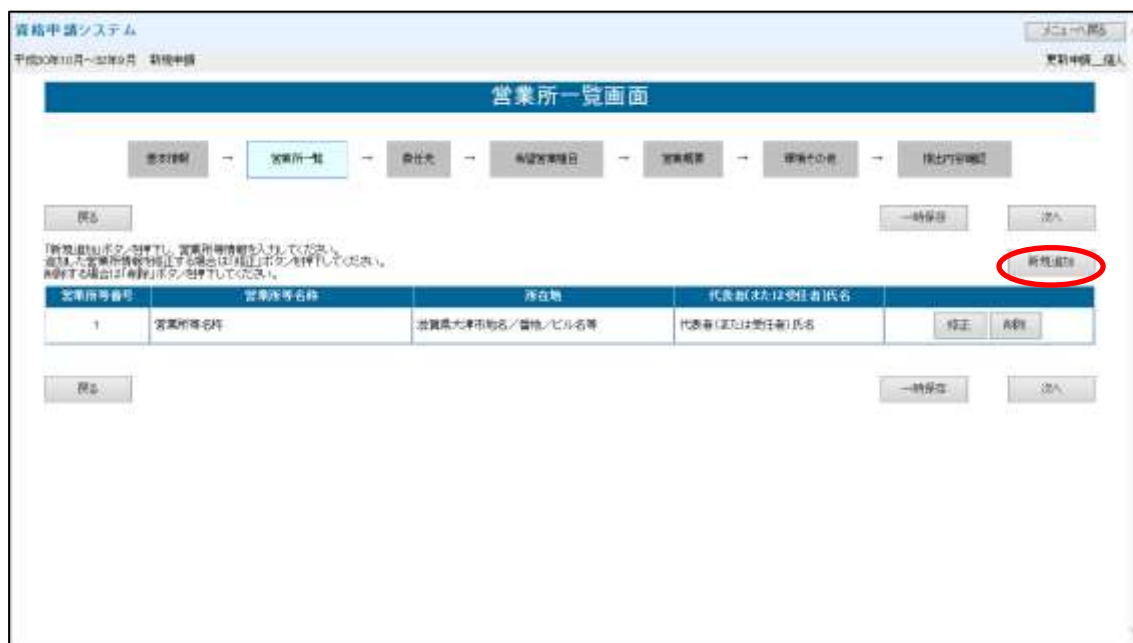 資格申請システム
メニューへ戻る
平成30年10月～32年9月 新規申請
更新申請__個人
営業所一覧画面
基本情報 → 営業所一覧 → 委任先 → 希望営業種目 → 営業概要 → 環境その他 → 提出内容確認
戻る
一時保存
次へ
「新規追加」ボタンを押下し、営業所等情報を入力してください。
追加した営業所情報を修正する場合は「修正」ボタンを押下してください。
削除する場合は「削除」ボタンを押下してください。
新規追加
営業所等番号 営業所等名称 所在地 代表者(または受任者)氏名
1 営業所等名称 滋賀県大津市地名／番地／ビル名等 代表者(または受任者)氏名 修正 削除
戻る
一時保存
次へ